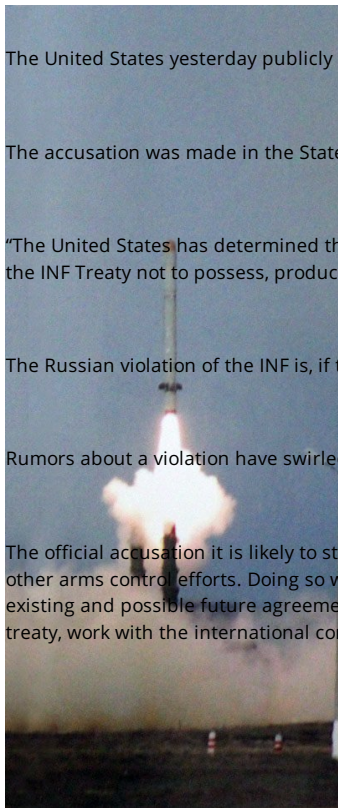 The United States yesterday publicly
The accusation was made in the State
“The United States has determined th
the INF Treaty not to possess, produc
The Russian violation of the INF is, if t
Rumors about a violation have swirle
The official accusation it is likely to st
other arms control efforts. Doing so w
existing and possible future agreeme
treaty, work with the international co